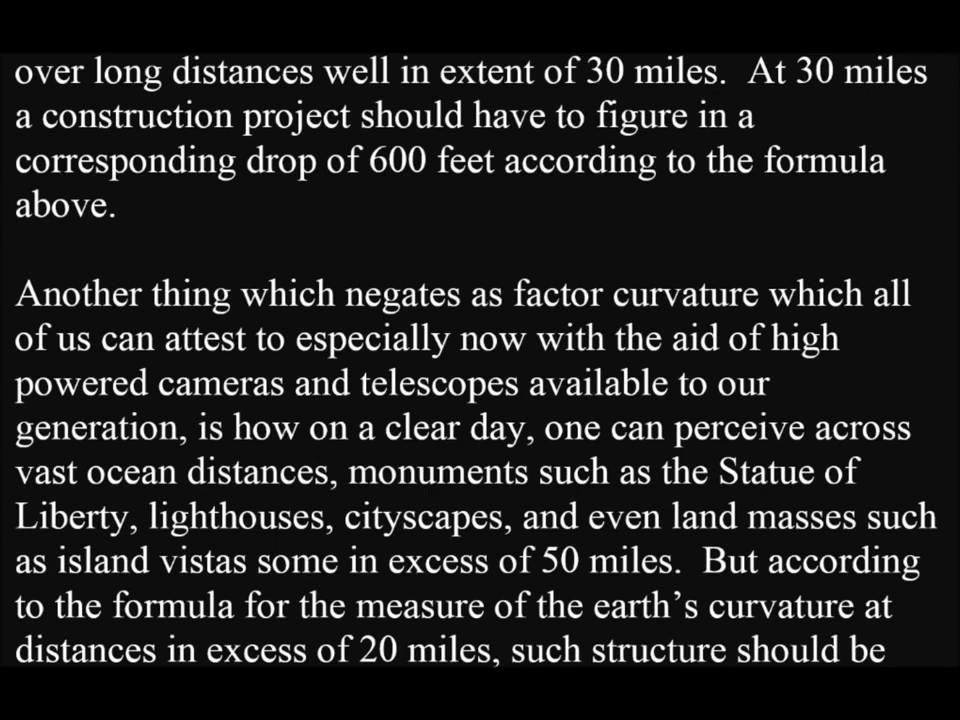 over long distances well in extent of 30 miles. At 30 miles
a construction project should have to figure in a
corresponding drop of 600 feet according to the formula
above.
Another thing which negates as factor curvature which all
of us can attest to especially now with the aid of high
powered cameras and telescopes available to our
generation, is how on a clear day, one can perceive across
vast ocean distances, monuments such as the Statue of
Liberty, lighthouses, cityscapes, and even land masses such
as island vistas some in excess of 50 miles. But according
to the formula for the measure of the earth's curvature at
distances in excess of 20 miles, such structure should be